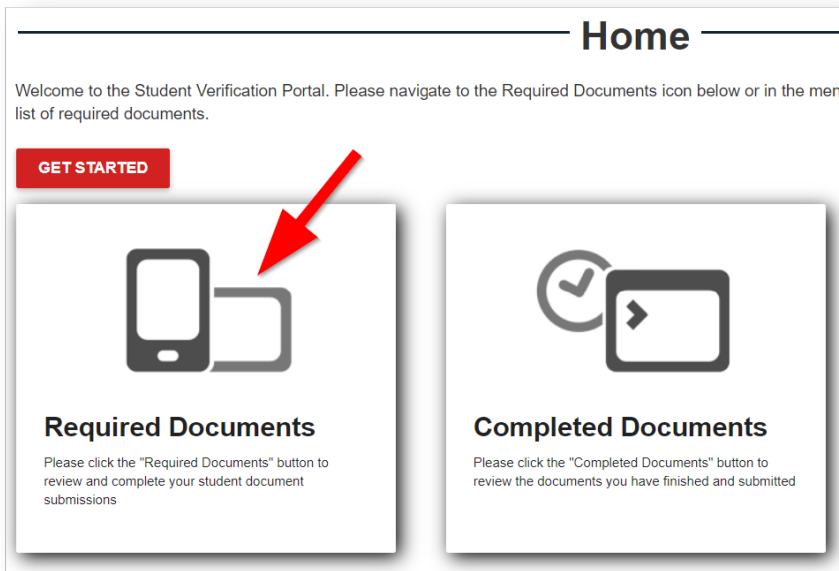 Home
Welcome to the Student Verification Portal. Please navigate to the Required Documents icon below or in the
list of required documents.
GET STARTED
Required Documents
Please click the "Required Documents" button to
review and complete your student document
submissions
Completed Documents
Please click the "Completed Documents" button to
review the documents you have finished and submitted